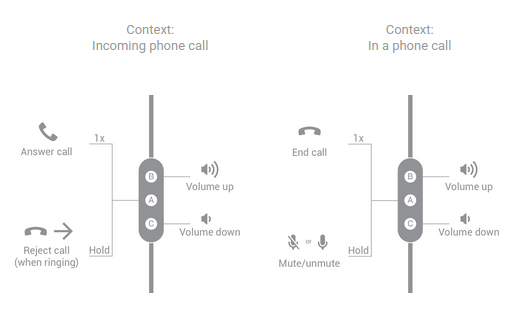 Context:
Incoming phone call
1x
Answer call
B
Volume up
A
C
Volume down
Hold
Reject call
(when ringing)
Context:
In a phone call
1x
End call
B
Volume up
A
C
Volume down
or
Hold
Mute/unmute